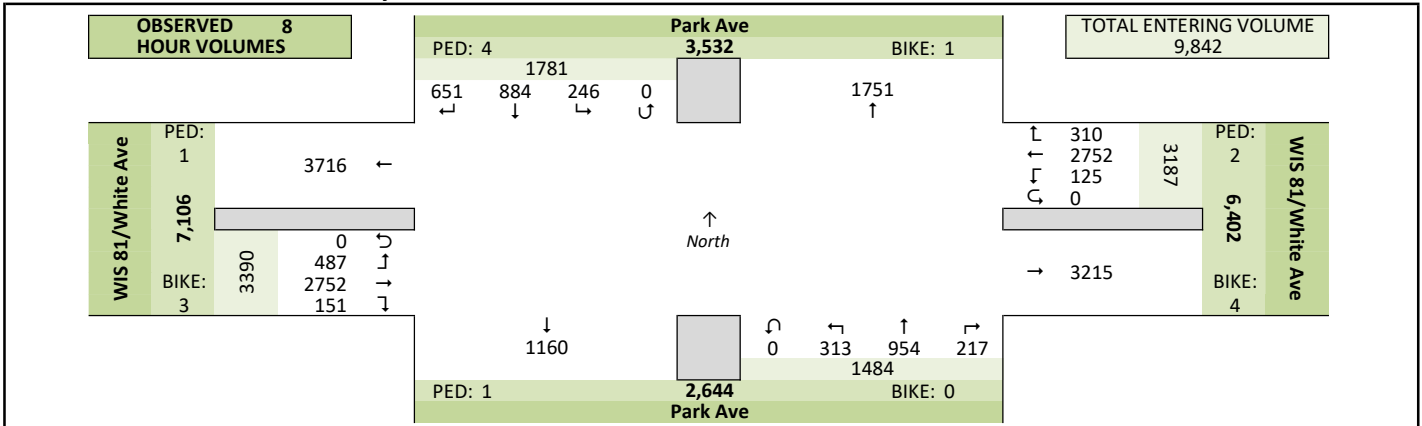 OBSERVED 8
HOUR VOLUMES
Park Ave
PED: 4 3,532 BIKE: 1
TOTAL ENTERING VOLUME
9,842
1781
651 884 246 0
↵ ↓ ↳ ↺
1751
↑
WIS 81/White Ave
PED:
1
7,106
BIKE:
3
3716 ←
3390
0 ↺
487 ↰
2752 →
151 ↴
↑
North
↱ 310
← 2752
↲ 125
↺ 0
3187
PED:
2
6,402
BIKE:
4
WIS 81/White Ave
→ 3215
↓
1160
↺ ↰ ↑ ↱
0 313 954 217
1484
PED: 1 2,644 BIKE: 0
Park Ave